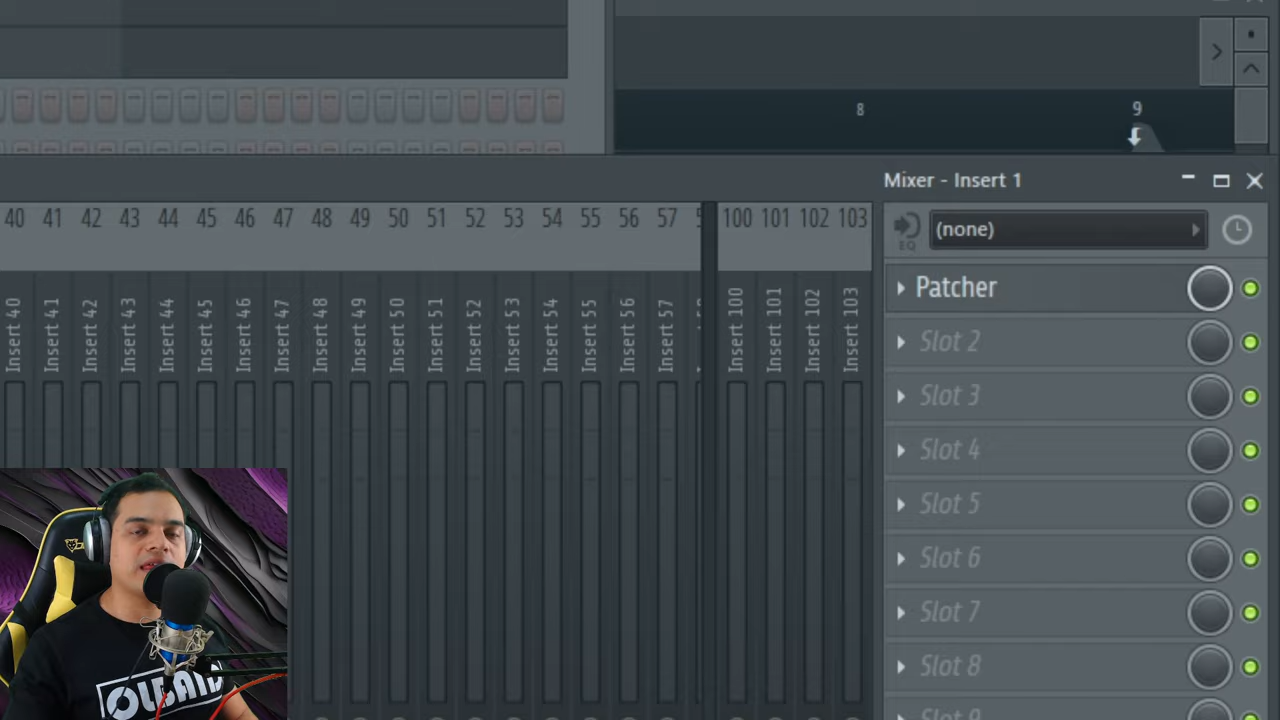 8
9
Mixer - Insert 1
40 41 42 43 44 45 46 47 48 49 50 51 52 53 54 55 56 57 100 101 102 103
EQ
(none)
Insert 40
Insert 41
Insert 42
Insert 43
Insert 44
Insert 45
Insert 46
Insert 47
Insert 48
Insert 49
Insert 50
Insert 51
Insert 52
Insert 53
Insert 54
Insert 55
Insert 56
Insert 57
Insert 100
Insert 101
Insert 102
Insert 103
Patcher
Slot 2
Slot 3
Slot 4
Slot 5
Slot 6
Slot 7
Slot 8
Slot 9